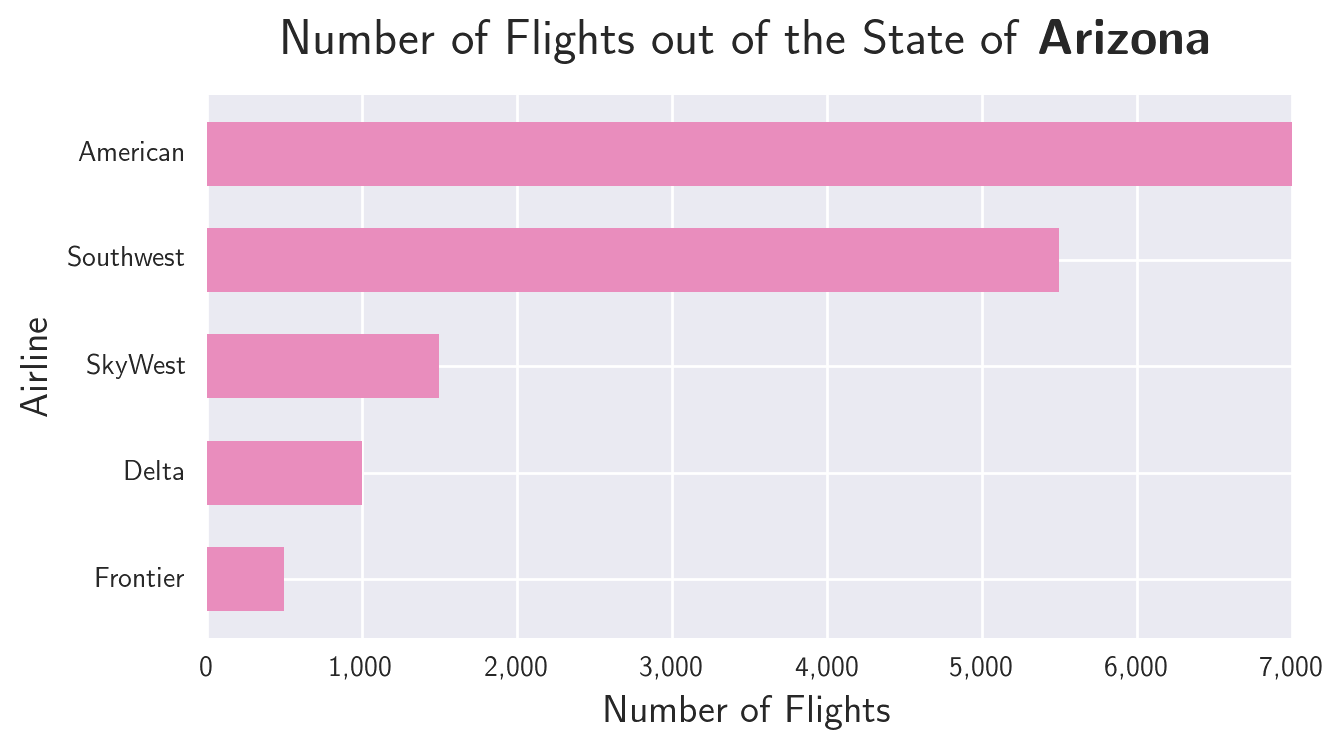 Number of Flights out of the State of Arizona
American
Southwest
SkyWest
Delta
Frontier
Airline
0 1,000 2,000 3,000 4,000 5,000 6,000 7,000
Number of Flights